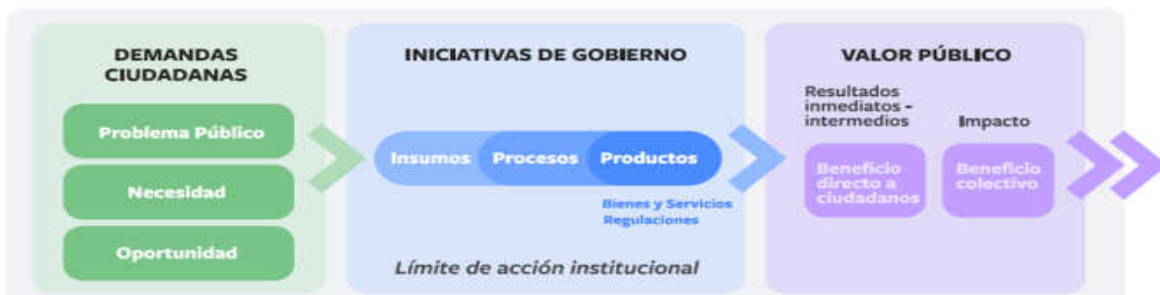 DEMANDAS
CIUDADANAS
Problema Público
Necesidad
Oportunidad
INICIATIVAS DE GOBIERNO
Insumos
Procesos
Productos
Bienes y Servicios
Regulaciones
Límite de acción institucional
VALOR PÚBLICO
Resultados
inmediatos –
intermedios
Beneficio
directo a
ciudadanos
Impacto
Beneficio
colectivo